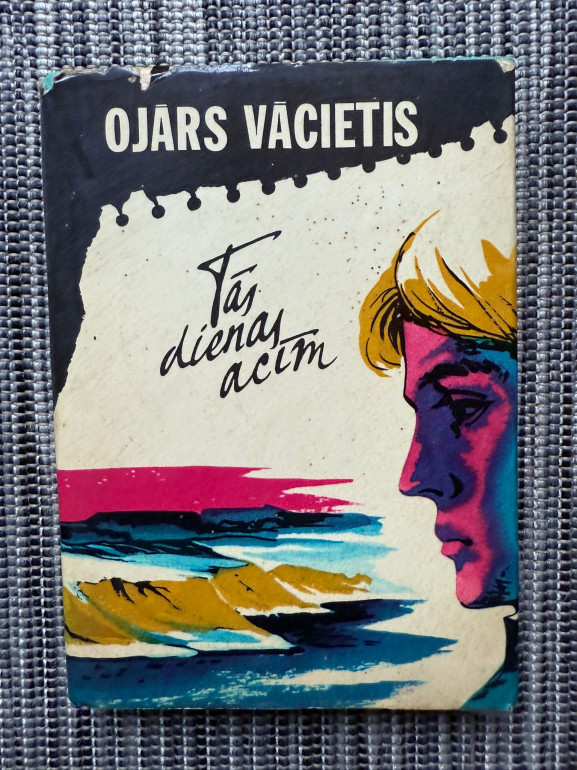 OJĀRS VĀCIETIS
Tās
dienas
acīm